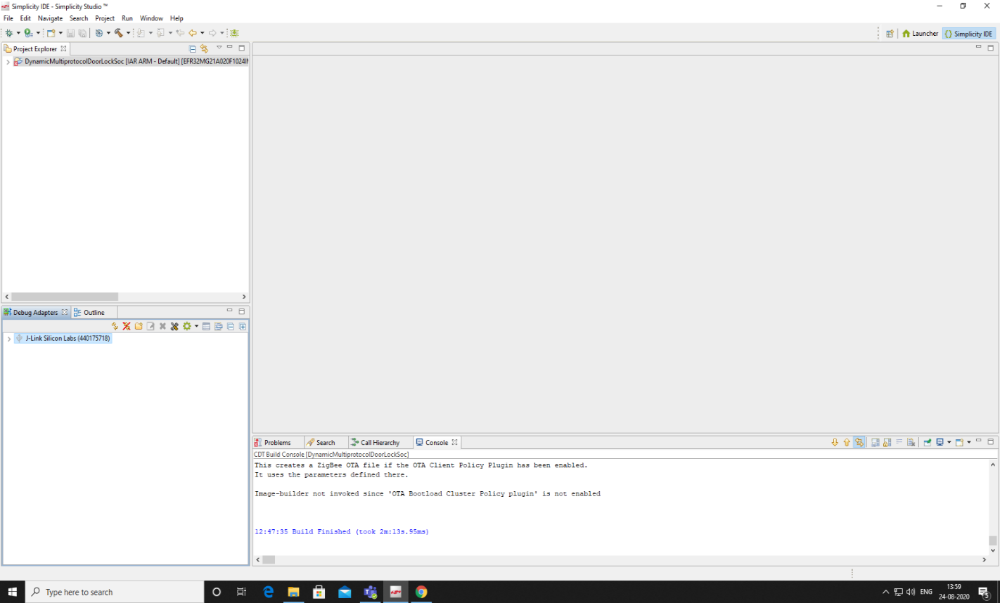 Simplicity IDE - Simplicity Studio ™
File Edit Navigate Search Project Run Window Help
Launcher Simplicity IDE
Project Explorer
DynamicMultiprotocolDoorLockSoc [IAR ARM - Default] [EFR32MG21A020F1024I
Debug Adapters Outline
J-Link Silicon Labs (440175718)
Problems Search Call Hierarchy Console
CDT Build Console [DynamicMultiprotocolDoorLockSoc]
This creates a ZigBee OTA file if the OTA Client Policy Plugin has been enabled.
It uses the parameters defined there.
Image-builder not invoked since 'OTA Bootload Cluster Policy plugin' is not enabled
12:47:35 Build Finished (took 2m:13s.95ms)
Type here to search
ENG
13:59
24-08-2020
5